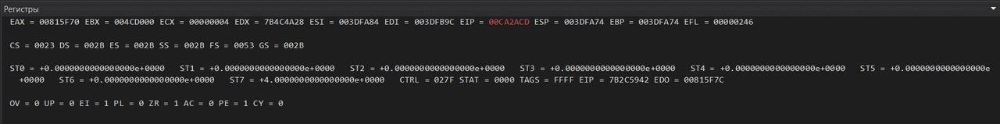 Регистры
EAX = 00815F70 EBX = 004CD000 ECX = 00000004 EDX = 7B4C4A28 ESI = 003DFA84 EDI = 003DFB9C EIP = 00CA2ACD ESP = 003DFA74 EBP = 003DFA74 EFL = 00000246
CS = 0023 DS = 002B ES = 002B SS = 002B FS = 0053 GS = 002B
ST0 = +0.0000000000000000e+0000 ST1 = +0.0000000000000000e+0000 ST2 = +0.0000000000000000e+0000 ST3 = +0.0000000000000000e+0000 ST4 = +0.0000000000000000e+0000 ST5 = +0.0000000000000000e
+0000 ST6 = +0.0000000000000000e+0000 ST7 = +4.0000000000000000e+0000 CTRL = 027F STAT = 0000 TAGS = FFFF EIP = 7B2C5942 EDO = 00815F7C
OV = 0 UP = 0 EI = 1 PL = 0 ZR = 1 AC = 0 PE = 1 CY = 0